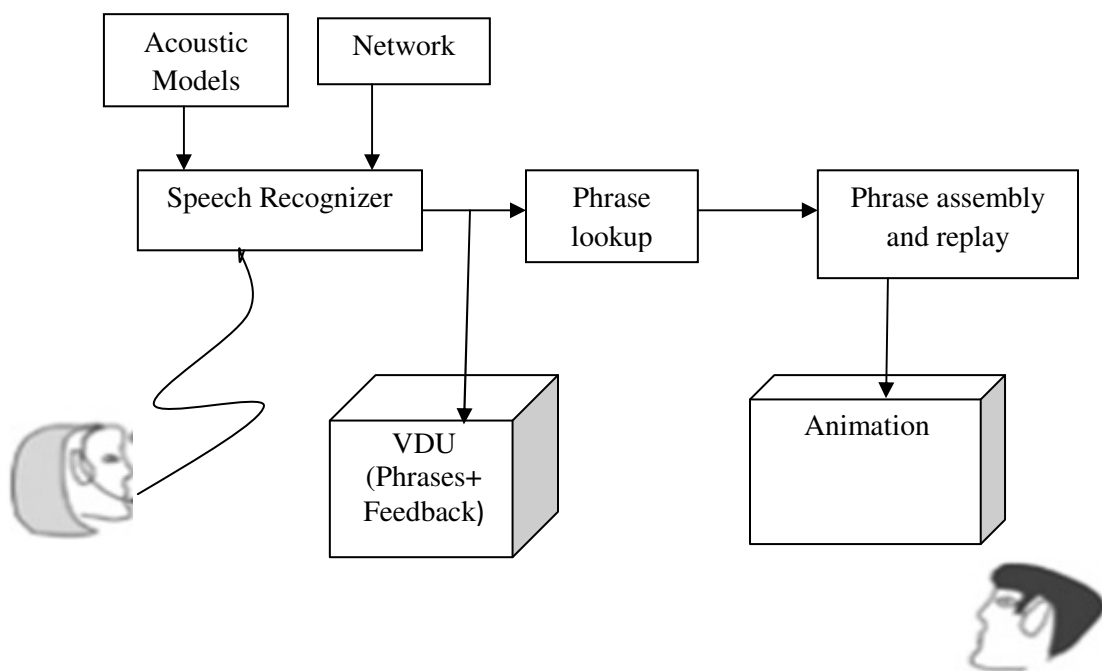 Acoustic
Models
Network
Speech Recognizer
Phrase
lookup
Phrase assembly
and replay
VDU
(Phrases+
Feedback)
Animation